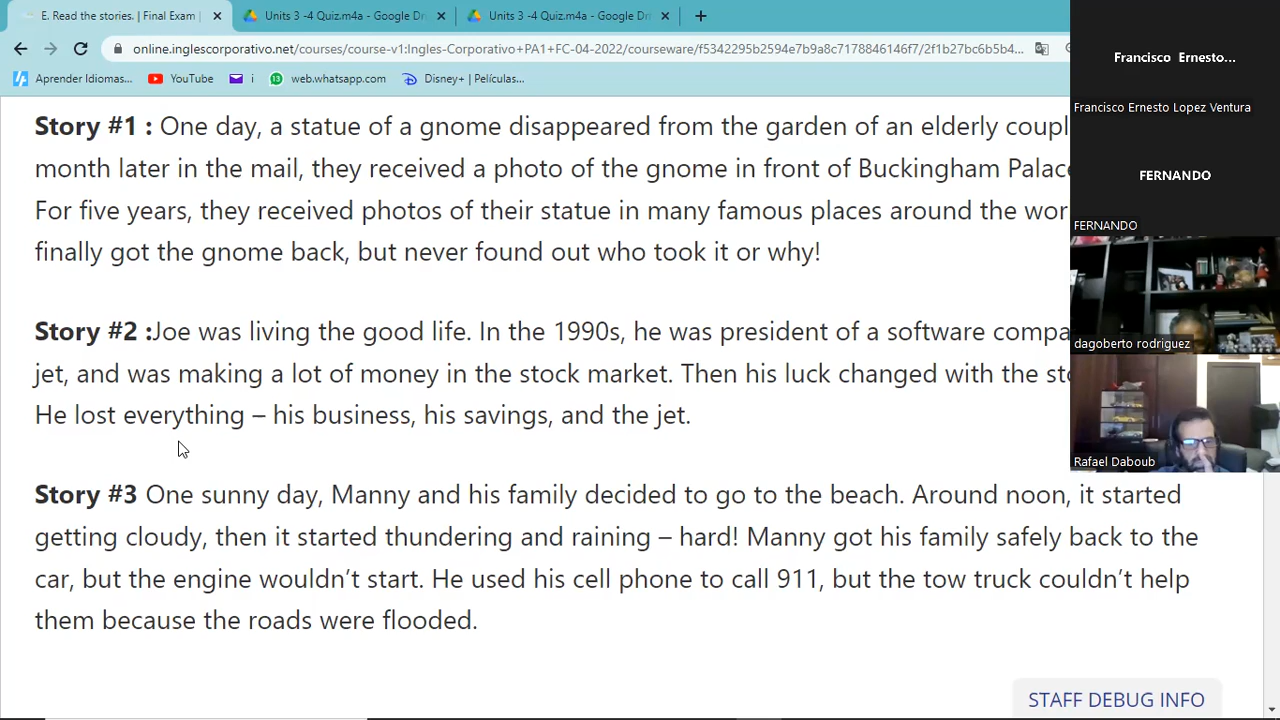 E. Read the stories. | Final Exam |
Units 3 -4 Quiz.m4a - Google Dr
Units 3 -4 Quiz.m4a - Google Dr
online.inglescorporativo.net/courses/course-v1:Ingles-Corporativo+PA1+FC-04-2022/courseware/f5342295b2594e7b9a8c7178846146f7/2f1b27bc6b5b4...
Aprender Idiomas...
YouTube
i
web.whatsapp.com
Disney+ | Películas,...
Story #1 : One day, a statue of a gnome disappeared from the garden of an elderly coupl
month later in the mail, they received a photo of the gnome in front of Buckingham Palace
For five years, they received photos of their statue in many famous places around the wor
finally got the gnome back, but never found out who took it or why!
Story #2 :Joe was living the good life. In the 1990s, he was president of a software compa
jet, and was making a lot of money in the stock market. Then his luck changed with the sto
He lost everything – his business, his savings, and the jet.
Story #3 One sunny day, Manny and his family decided to go to the beach. Around noon, it started
getting cloudy, then it started thundering and raining – hard! Manny got his family safely back to the
car, but the engine wouldn’t start. He used his cell phone to call 911, but the tow truck couldn’t help
them because the roads were flooded.
STAFF DEBUG INFO
Francisco Ernesto...
Francisco Ernesto Lopez Ventura
FERNANDO
FERNANDO
dagoberto rodriguez
Rafael Daboub